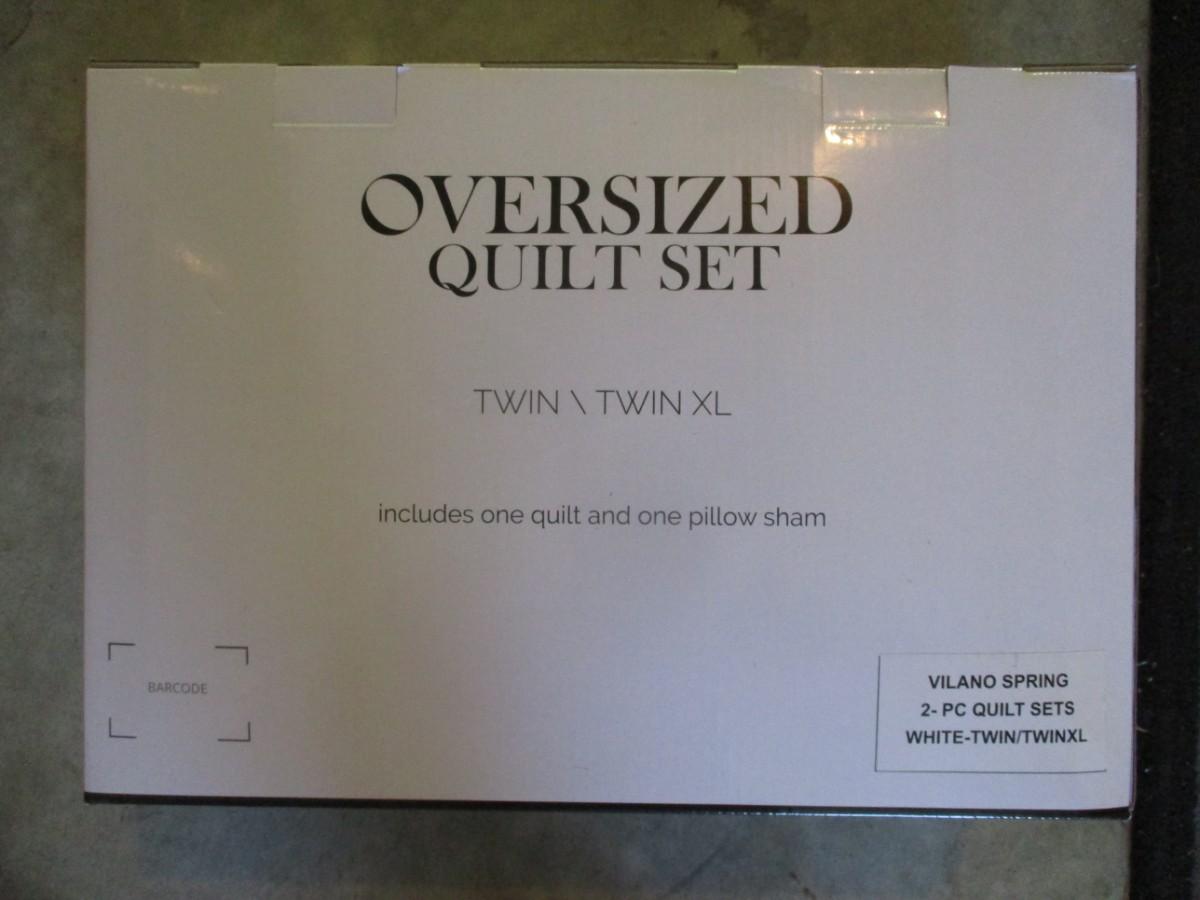 OVERSIZED
QUILT SET
TWIN \ TWIN XL
includes one quilt and one pillow sham
BARCODE
VILANO SPRING
2- PC QUILT SETS
WHITE-TWIN/TWINXL